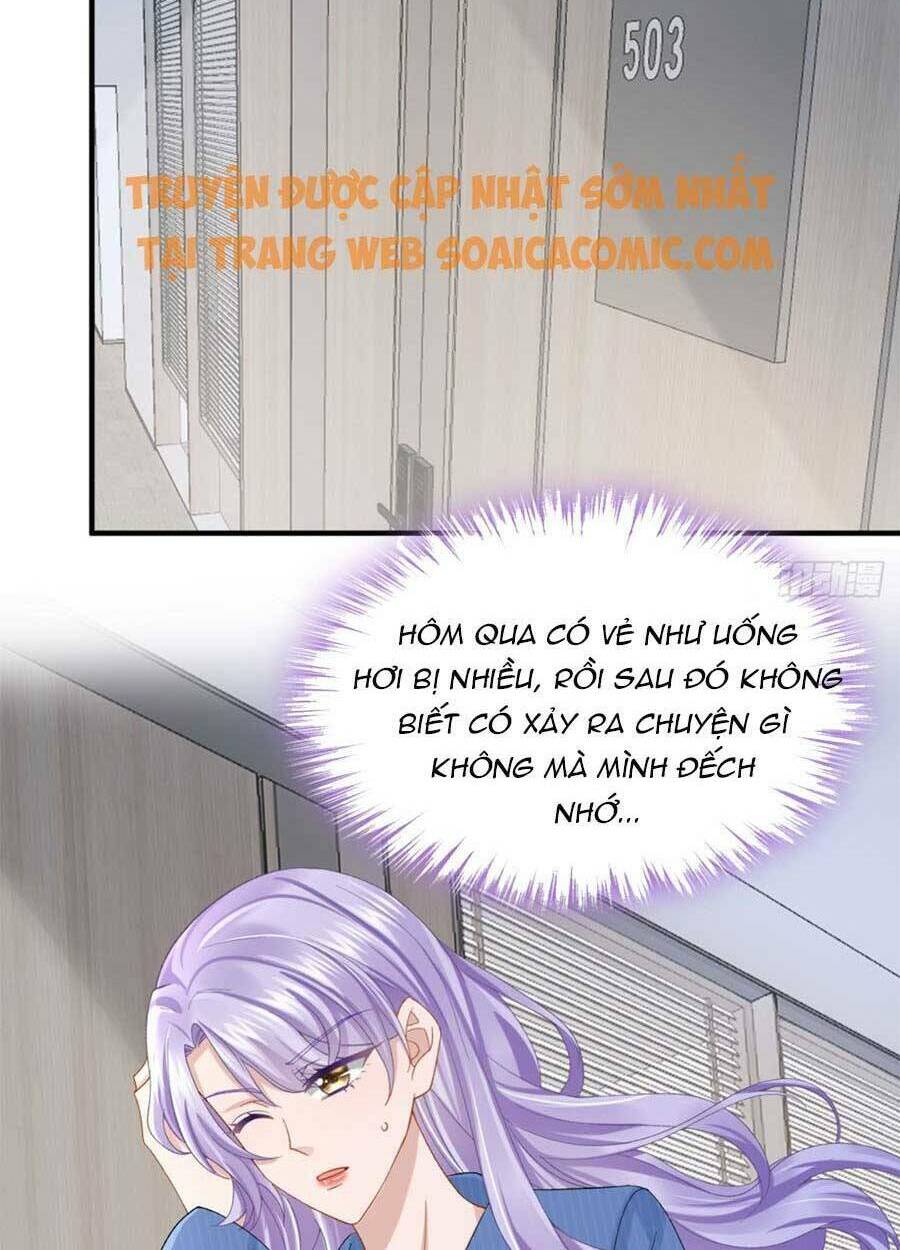 503
TRUYỆN ĐƯỢC CẬP NHẬT SỚM NHẤT
TẠI TRANG WEB SOAICACOMIC.COM
HÔM QUA CÓ VẺ NHƯ UỐNG
HƠI BỊ NHIỀU, RỒI SAU ĐÓ KHÔNG
BIẾT CÓ XẢY RA CHUYỆN GÌ
KHÔNG MÀ MÌNH ĐẾCH
NHỚ...